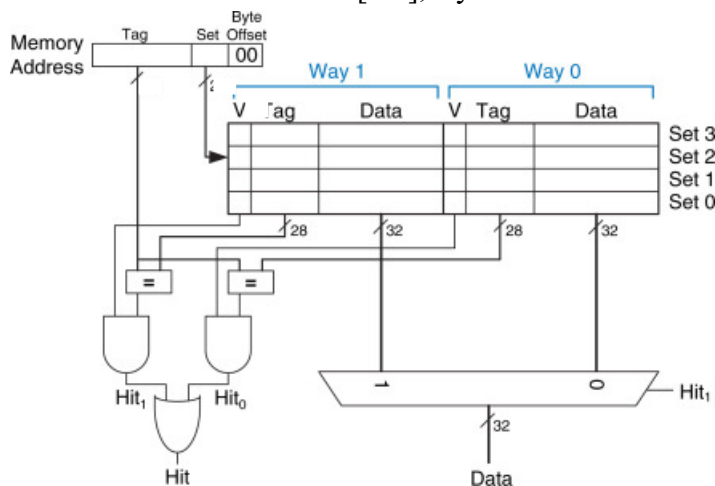 Byte
Tag Set Offset
Memory
Address
00
Way 1 Way 0
V Tag Data V Tag Data
Set 3
Set 2
Set 1
Set 0
28 32 28 32
= =
1 0
Hit1 Hit0 Hit1
32
Hit Data